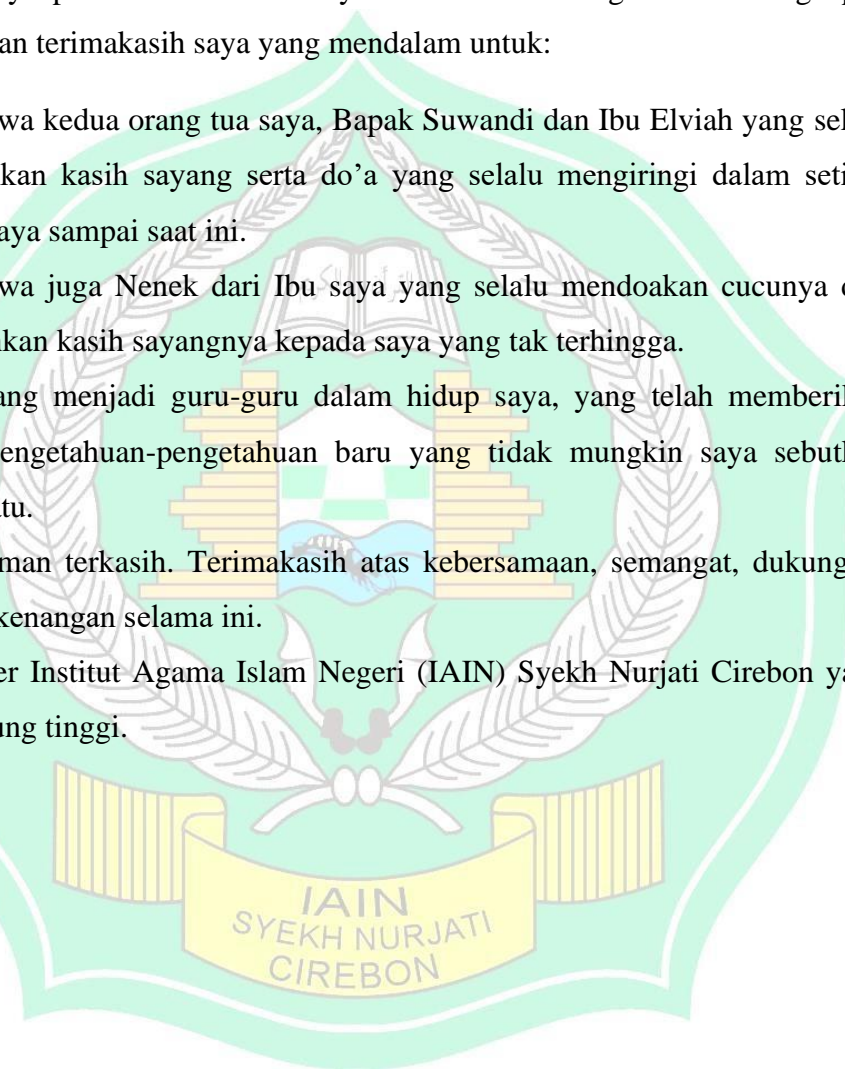 an terimakasih saya yang mendalam untuk:
wa kedua orang tua saya, Bapak Suwandi dan Ibu Elviah yang sel
kan kasih sayang serta do’a yang selalu mengiringi dalam seti
aya sampai saat ini.
القرآن الكريم
wa juga Nenek dari Ibu saya yang selalu mendoakan cucunya
kan kasih sayangnya kepada saya yang tak terhingga.
ang menjadi guru-guru dalam hidup saya, yang telah memberil
engetahuan-pengetahuan baru yang tidak mungkin saya sebutl
tu.
man terkasih. Terimakasih atas kebersamaan, semangat, dukung
kenangan selama ini.
er Institut Agama Islam Negeri (IAIN) Syekh Nurjati Cirebon ya
ung tinggi.
IAIN
SYEKH NURJATI
CIREBON